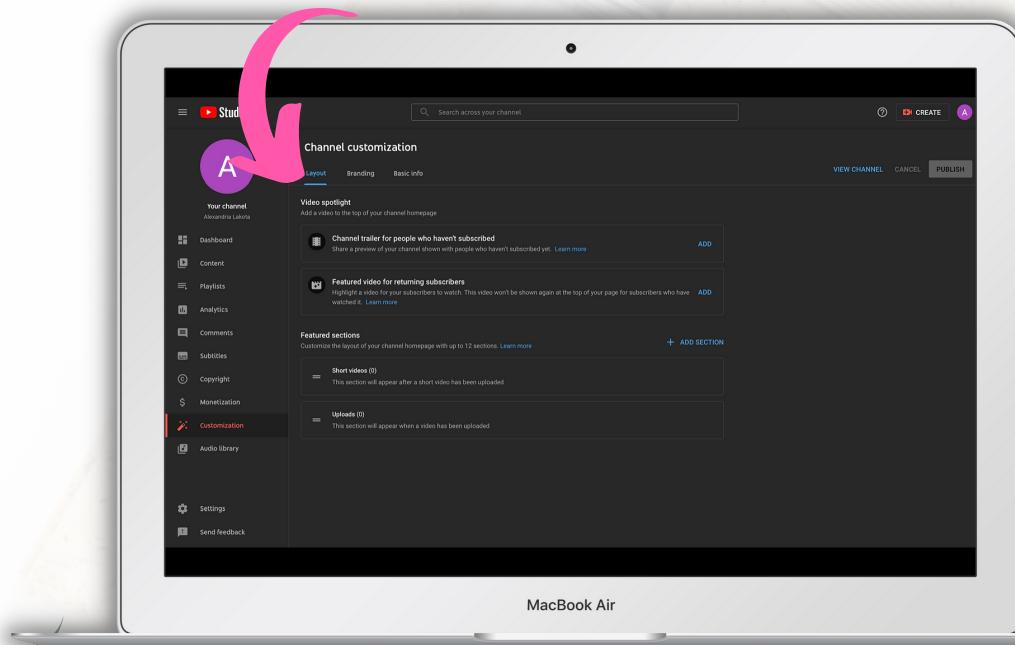 Stud
Search across your channel
CREATE
A
A
Channel customization
Layout
Branding
Basic info
VIEW CHANNEL
CANCEL
PUBLISH
Your channel
Alexandria Lakota
Dashboard
Content
Playlists
Analytics
Comments
Subtitles
Copyright
Monetization
Customization
Audio library
Settings
Send feedback
Video spotlight
Add a video to the top of your channel homepage
Channel trailer for people who haven't subscribed
Share a preview of your channel shown with people who haven't subscribed yet. Learn more
ADD
Featured video for returning subscribers
Highlight a video for your subscribers to watch. This video won't be shown again at the top of your page for subscribers who have
watched it. Learn more
ADD
Featured sections
Customize the layout of your channel homepage with up to 12 sections. Learn more
+ ADD SECTION
Short videos (0)
This section will appear after a short video has been uploaded
Uploads (0)
This section will appear when a video has been uploaded
MacBook Air